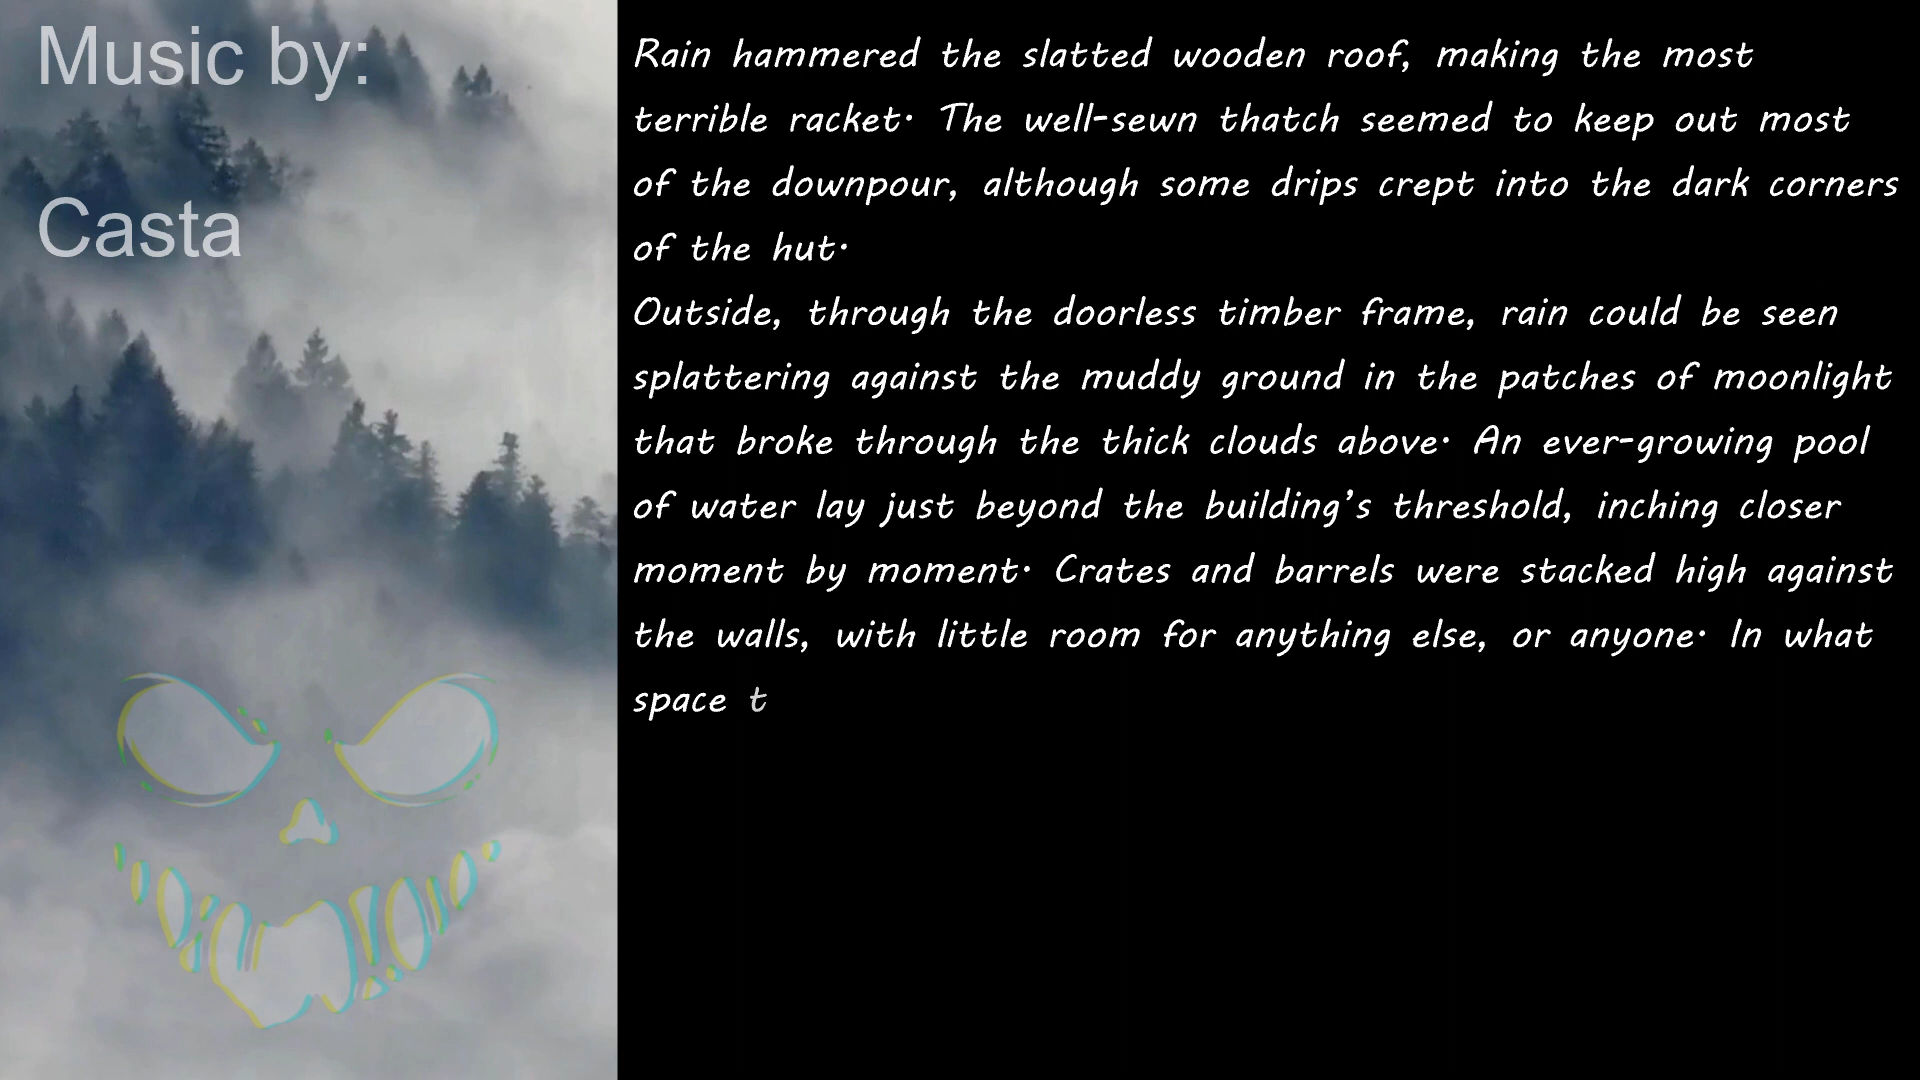 Music by:
Casta
Rain hammered the slatted wooden roof, making the most
terrible racket. The well-sewn thatch seemed to keep out most
of the downpour, although some drips crept into the dark corners
of the hut.
Outside, through the doorless timber frame, rain could be seen
splattering against the muddy ground in the patches of moonlight
that broke through the thick clouds above. An ever-growing pool
of water lay just beyond the building’s threshold, inching closer
moment by moment. Crates and barrels were stacked high against
the walls, with little room for anything else, or anyone. In what
space t